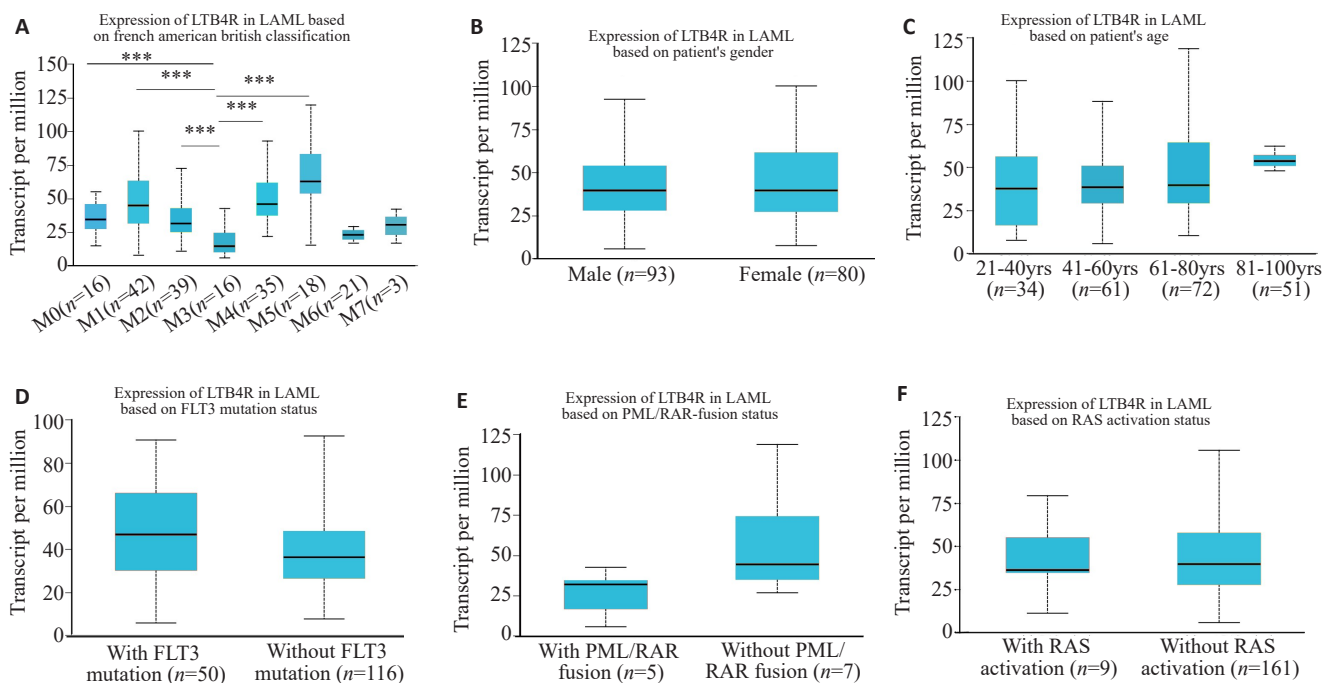 A
Expression of LTB4R in LAML based
on french american british classification
Transcript per million
150
125
100
75
50
25
0
***
***
***
***
***
M0(n=16)
M1(n=42)
M2(n=39)
M3(n=16)
M4(n=35)
M5(n=18)
M6(n=21)
M7(n=3)
B
Expression of LTB4R in LAML
based on patient's gender
Transcript per million
125
100
75
50
25
0
Male (n=93)
Female (n=80)
C
Expression of LTB4R in LAML
based on patient's age
Transcript per million
125
100
75
50
25
0
21-40yrs
(n=34)
41-60yrs
(n=61)
61-80yrs
(n=72)
81-100yrs
(n=51)
D
Expression of LTB4R in LAML
based on FLT3 mutation status
Transcript per million
100
80
60
40
20
0
With FLT3
mutation (n=50)
Without FLT3
mutation (n=116)
E
Expression of LTB4R in LAML
based on PML/RAR-fusion status
Transcript per million
125
100
75
50
25
0
With PML/RAR
fusion (n=5)
Without PML/
RAR fusion (n=7)
F
Expression of LTB4R in LAML
based on RAS activation status
Transcript per million
125
100
75
50
25
0
With RAS
activation (n=9)
Without RAS
activation (n=161)